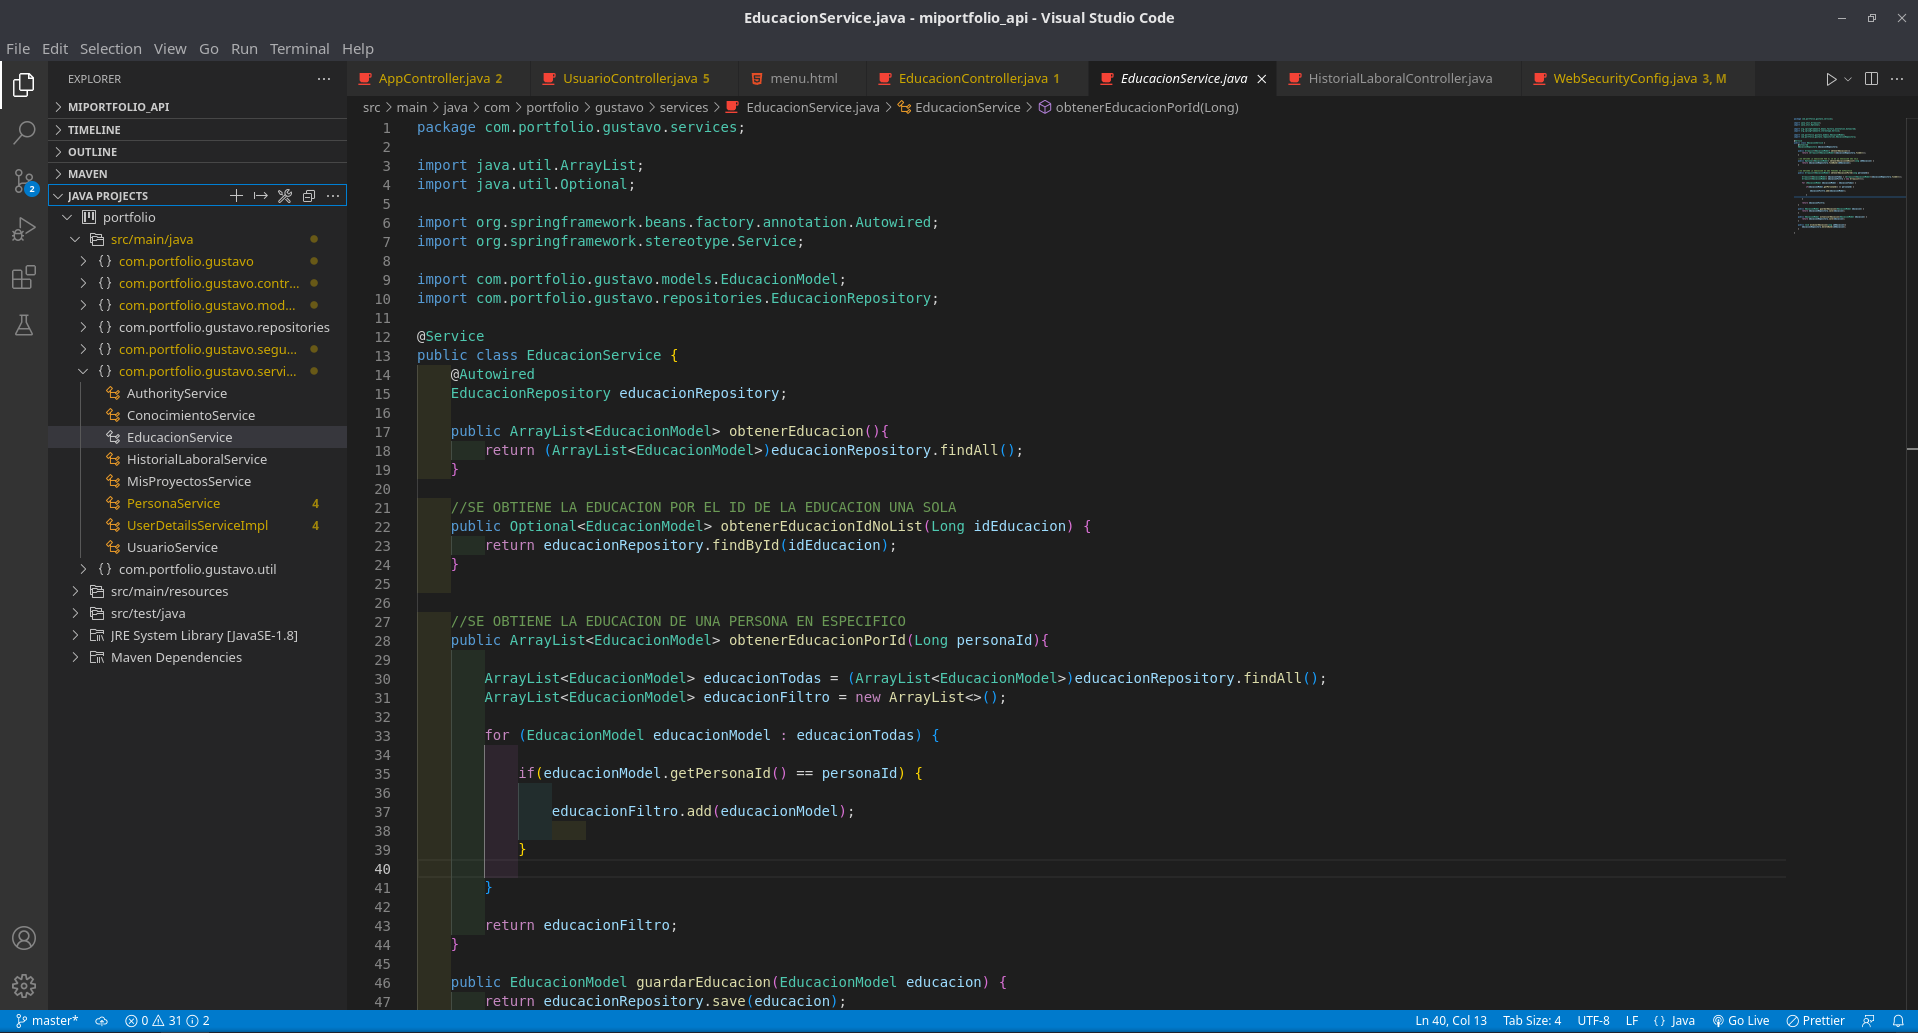 EducacionService.java - miportfolio_api - Visual Studio Code
File Edit Selection View Go Run Terminal Help
EXPLORER
MIPORTFOLIO_API
TIMELINE
OUTLINE
MAVEN
JAVA PROJECTS
portfolio
src/main/java
com.portfolio.gustavo
com.portfolio.gustavo.contr...
com.portfolio.gustavo.mod...
com.portfolio.gustavo.repositories
com.portfolio.gustavo.segu...
com.portfolio.gustavo.servi...
AuthorityService
ConocimientoService
EducacionService
HistorialLaboralService
MisProyectosService
PersonaService 4
UserDetailsServiceImpl 4
UsuarioService
com.portfolio.gustavo.util
src/main/resources
src/test/java
JRE System Library [JavaSE-1.8]
Maven Dependencies
2
AppController.java 2 UsuarioController.java 5 menu.html EducacionController.java 1 EducacionService.java HistorialLaboralController.java WebSecurityConfig.java 3, M
src > main > java > com > portfolio > gustavo > services > EducacionService.java > EducacionService > obtenerEducacionPorId(Long)
1 package com.portfolio.gustavo.services;
2
3 import java.util.ArrayList;
4 import java.util.Optional;
5
6 import org.springframework.beans.factory.annotation.Autowired;
7 import org.springframework.stereotype.Service;
8
9 import com.portfolio.gustavo.models.EducacionModel;
10 import com.portfolio.gustavo.repositories.EducacionRepository;
11
12 @Service
13 public class EducacionService {
14 @Autowired
15 EducacionRepository educacionRepository;
16
17 public ArrayList<EducacionModel> obtenerEducacion(){
18 return (ArrayList<EducacionModel>)educacionRepository.findAll();
19 }
20
21 //SE OBTIENE LA EDUCACION POR EL ID DE LA EDUCACION UNA SOLA
22 public Optional<EducacionModel> obtenerEducacionIdNoList(Long idEducacion) {
23 return educacionRepository.findById(idEducacion);
24 }
25
26
27 //SE OBTIENE LA EDUCACION DE UNA PERSONA EN ESPECIFICO
28 public ArrayList<EducacionModel> obtenerEducacionPorId(Long personaId){
29
30 ArrayList<EducacionModel> educacionTodas = (ArrayList<EducacionModel>)educacionRepository.findAll();
31 ArrayList<EducacionModel> educacionFiltro = new ArrayList<>();
32
33 for (EducacionModel educacionModel : educacionTodas) {
34
35 if(educacionModel.getPersonaId() == personaId) {
36
37 educacionFiltro.add(educacionModel);
38
39 }
40
41 }
42
43 return educacionFiltro;
44 }
45
46 public EducacionModel guardarEducacion(EducacionModel educacion) {
47 return educacionRepository.save(educacion);
master* 0 31 2 Ln 40, Col 13 Tab Size: 4 UTF-8 LF {} Java Go Live Prettier